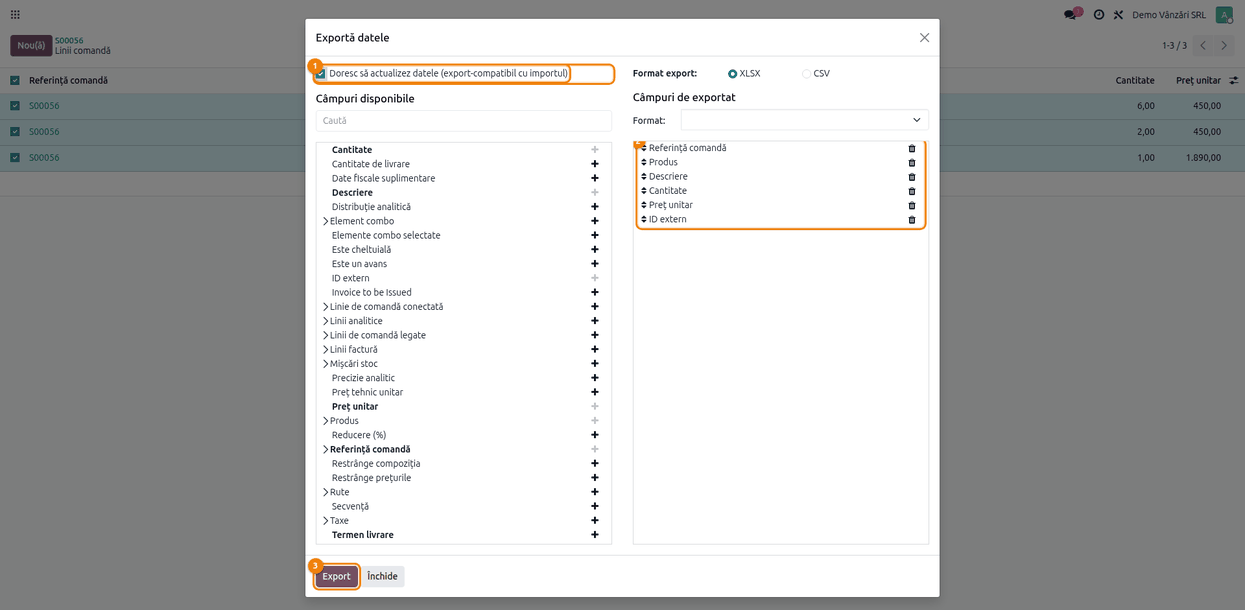 Demo Vânzări SRL
A
Nou(ă)
S00056
Linii comandă
1-3 / 3
Referință comandă
Cantitate
Preț unitar
S00056
6,00
450,00
S00056
2,00
450,00
S00056
1,00
1.890,00
Exportă datele
1
Doresc să actualizez datele (export-compatibil cu importul)
Format export:
XLSX
CSV
Câmpuri disponibile
Câmpuri de exportat
Caută
Format:
Cantitate
Cantitate de livrare
Date fiscale suplimentare
Descriere
Distribuție analitică
Element combo
Elemente combo selectate
Este cheltuială
Este un avans
ID extern
Invoice to be Issued
Linie de comandă conectată
Linii analitice
Linii de comandă legate
Linii factură
Mișcări stoc
Precizie analitic
Preț tehnic unitar
Preț unitar
Produs
Reducere (%)
Referință comandă
Restrânge compoziția
Restrânge prețurile
Rute
Secvență
Taxe
Termen livrare
Referință comandă
Produs
Descriere
Cantitate
Preț unitar
ID extern
3
Export
Închide